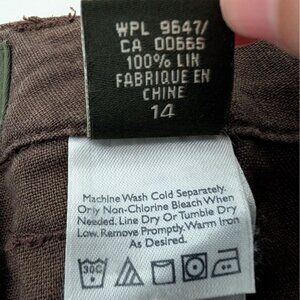 WPL 9647/
CA 00665
100% LIN
FABRIQUE EN
CHINE
14
Machine Wash Cold Separately.
Only Non-Chlorine Bleach When
Needed. Line Dry Or Tumble Dry
Low. Remove Promptly. Warm Iron
As Desired.
30C